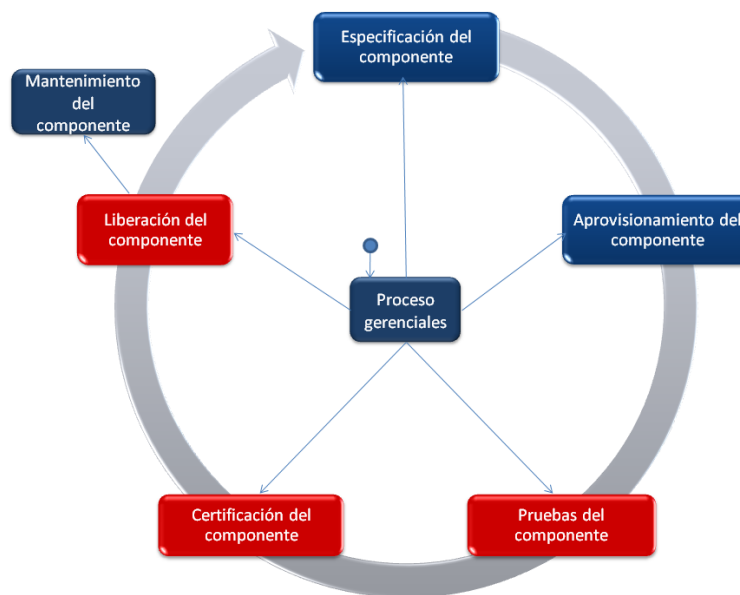 Especificación del
componente
Mantenimiento
del
componente
Liberación del
componente
Aprovisionamiento del
componente
Proceso
gerenciales
Certificación del
componente
Pruebas del
componente